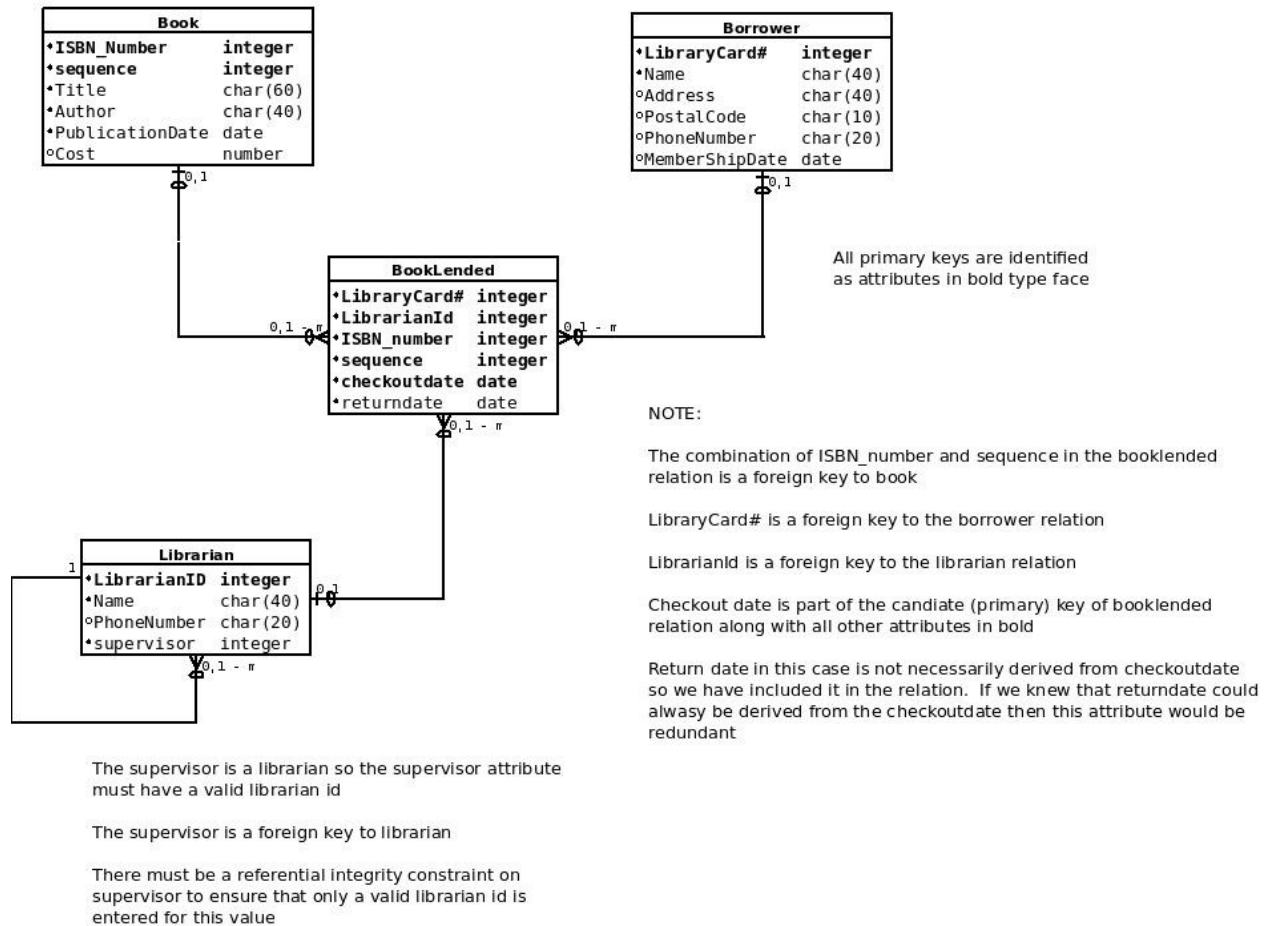 Book
ISBN_Number integer
sequence integer
Title char(60)
Author char(40)
PublicationDate date
Cost number
0,1
Borrower
LibraryCard# integer
Name char(40)
Address char(40)
PostalCode char(10)
PhoneNumber char(20)
MemberShipDate date
0,1
All primary keys are identified
as attributes in bold type face
BookLended
LibraryCard# integer
LibrarianId integer
ISBN_number integer
sequence integer
checkoutdate date
returndate date
0,1 - m
0,1 - m
0,1 - m
NOTE:
The combination of ISBN_number and sequence in the booklended
relation is a foreign key to book
LibraryCard# is a foreign key to the borrower relation
LibrarianId is a foreign key to the librarian relation
Checkout date is part of the candiate (primary) key of booklended
relation along with all other attributes in bold
Return date in this case is not necessarily derived from checkoutdate
so we have included it in the relation. If we knew that returndate could
alwasy be derived from the checkoutdate then this attribute would be
redundant
Librarian
LibrarianID integer
Name char(40)
PhoneNumber char(20)
supervisor integer
1
0,1
0,1 - m
The supervisor is a librarian so the supervisor attribute
must have a valid librarian id
The supervisor is a foreign key to librarian
There must be a referential integrity constraint on
supervisor to ensure that only a valid librarian id is
entered for this value